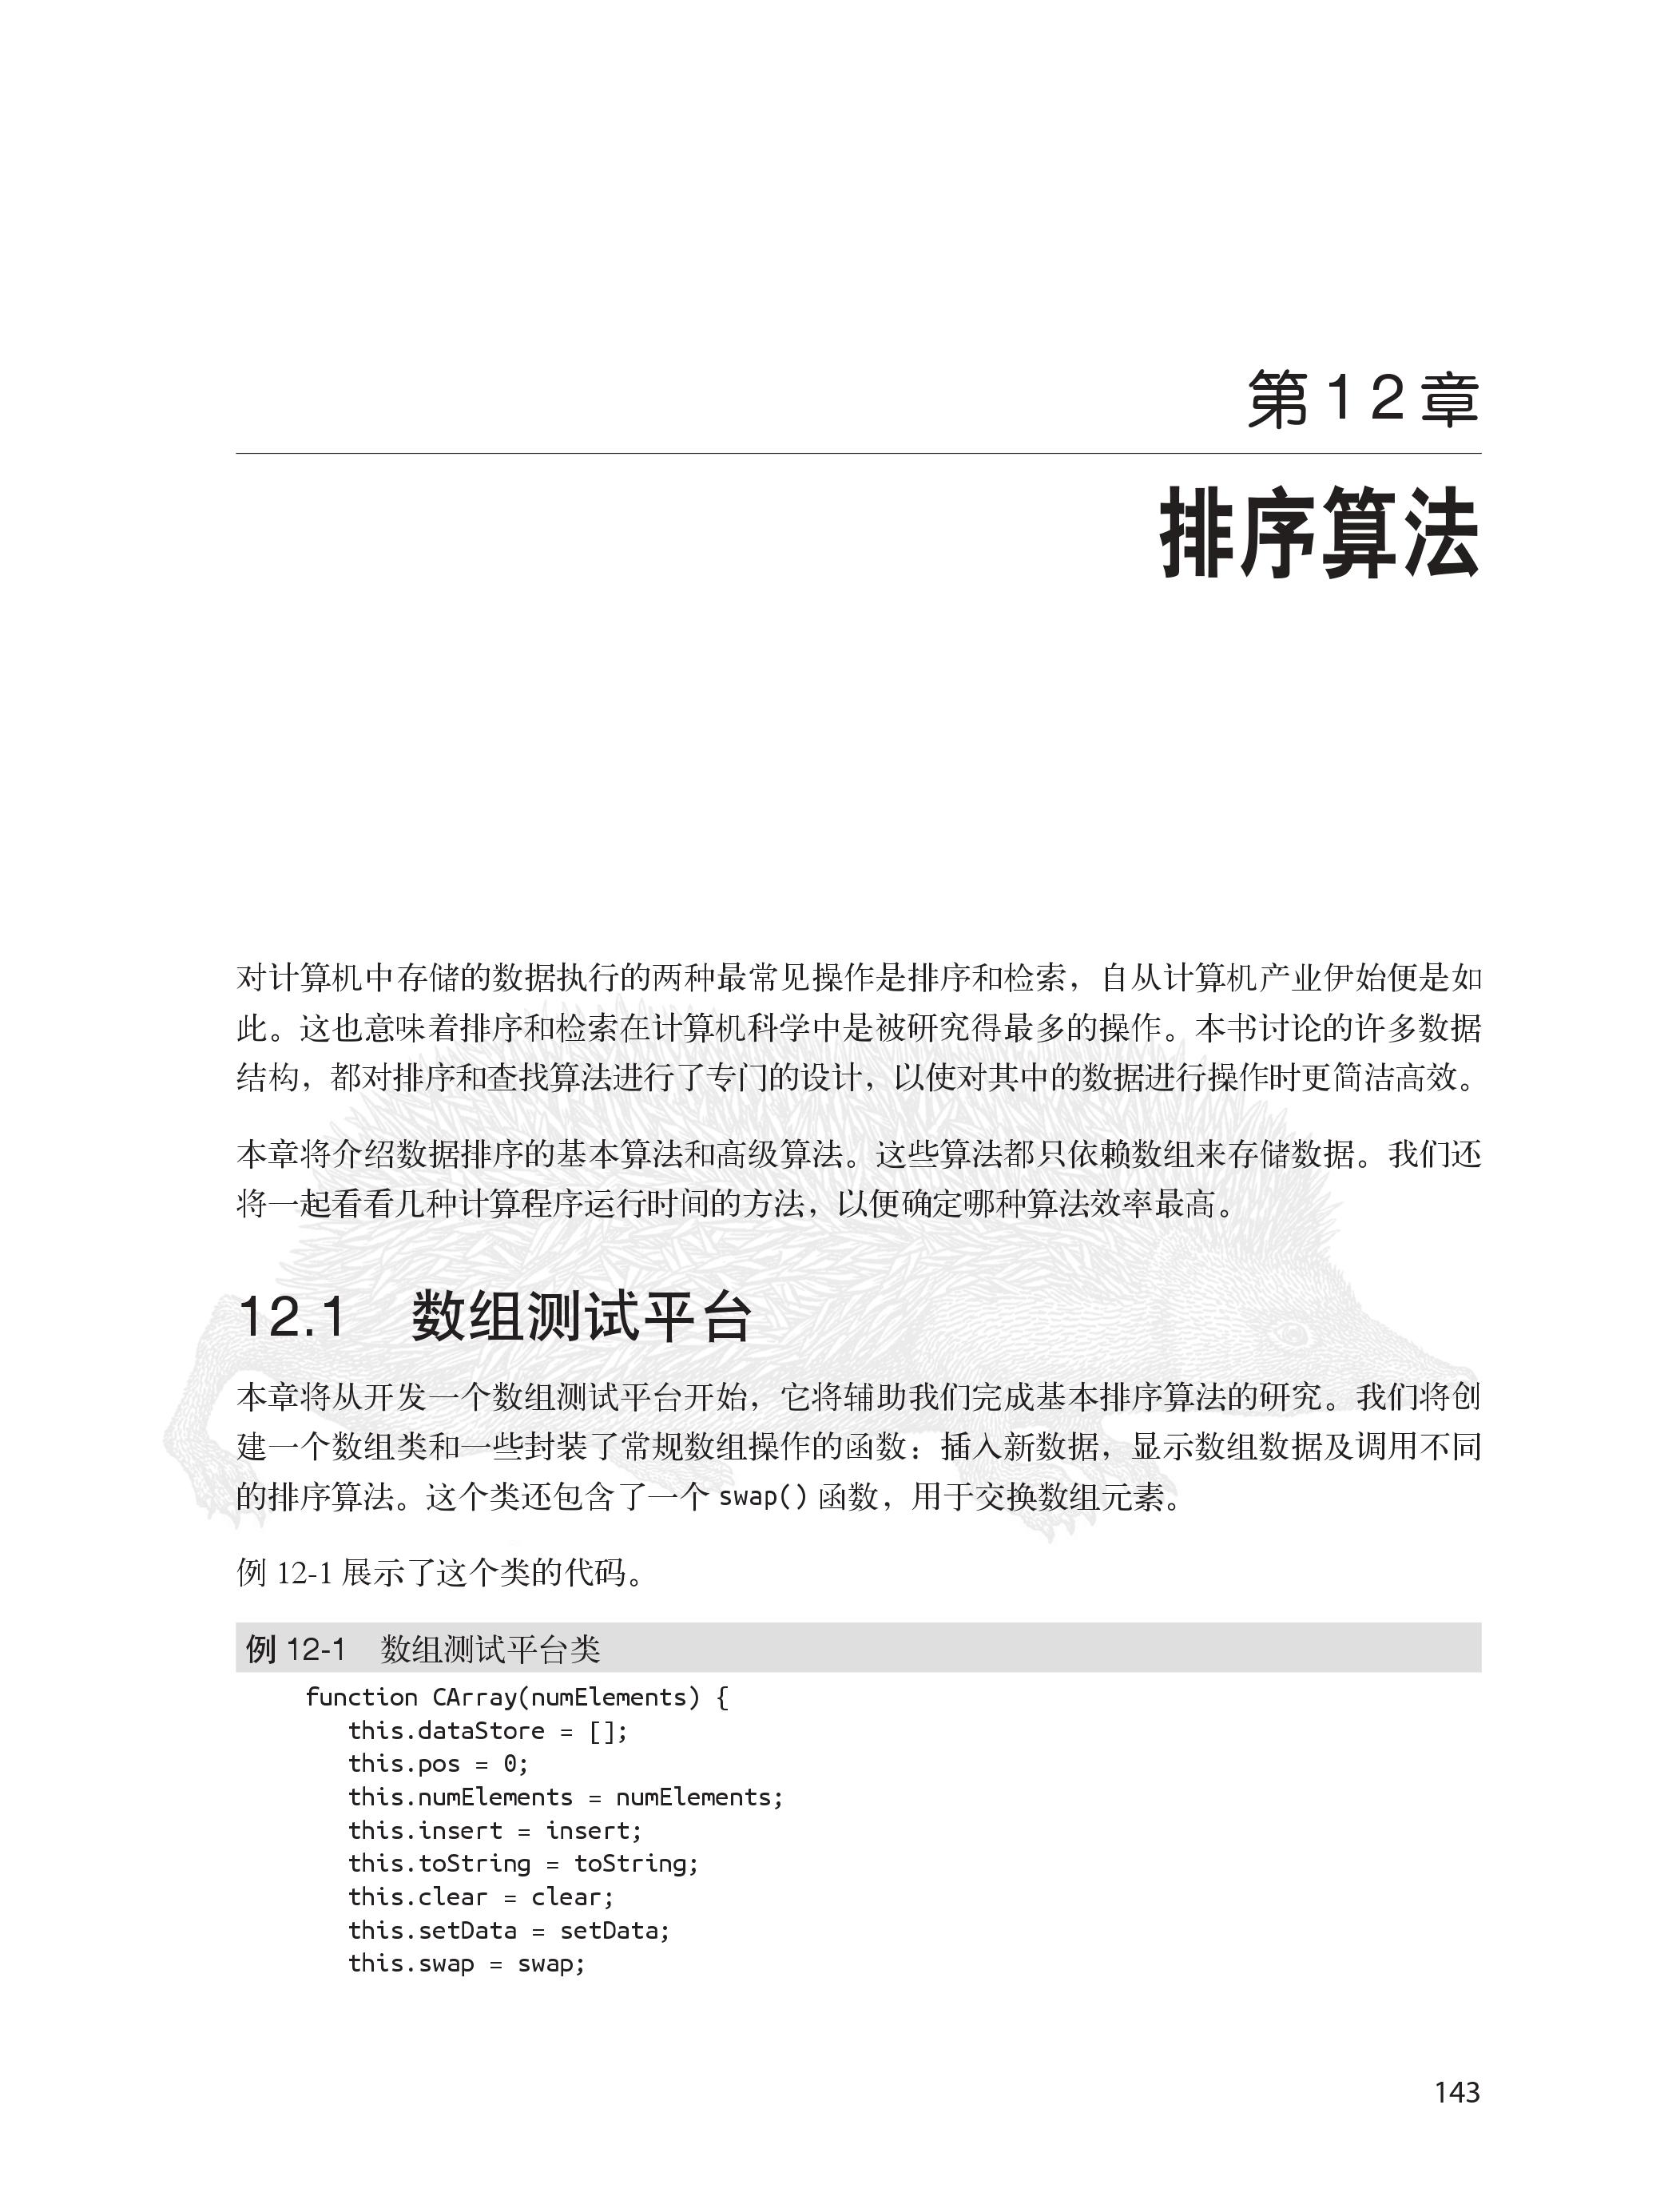 第12章
排序算法
对计算机中存储的数据执行的两种最常见操作是排序和检索，自从计算机产业伊始便是如
此。这也意味着排序和检索在计算机科学中是被研究得最多的操作。本书讨论的许多数据
结构，都对排序和查找算法进行了专门的设计，以使对其中的数据进行操作时更简洁高效。
本章将介绍数据排序的基本算法和高级算法。这些算法都只依赖数组来存储数据。我们还
将一起看看几种计算程序运行时间的方法，以便确定哪种算法效率最高。
12.1　数组测试平台
本章将从开发一个数组测试平台开始，它将辅助我们完成基本排序算法的研究。我们将创
建一个数组类和一些封装了常规数组操作的函数：插入新数据，显示数组数据及调用不同
的排序算法。这个类还包含了一个 swap() 函数，用于交换数组元素。
例 12-1 展示了这个类的代码。
例 12-1　数组测试平台类
function CArray(numElements) {
   this.dataStore = [];
   this.pos = 0;
   this.numElements = numElements;
   this.insert = insert;
   this.toString = toString;
   this.clear = clear;
   this.setData = setData;
   this.swap = swap;
143